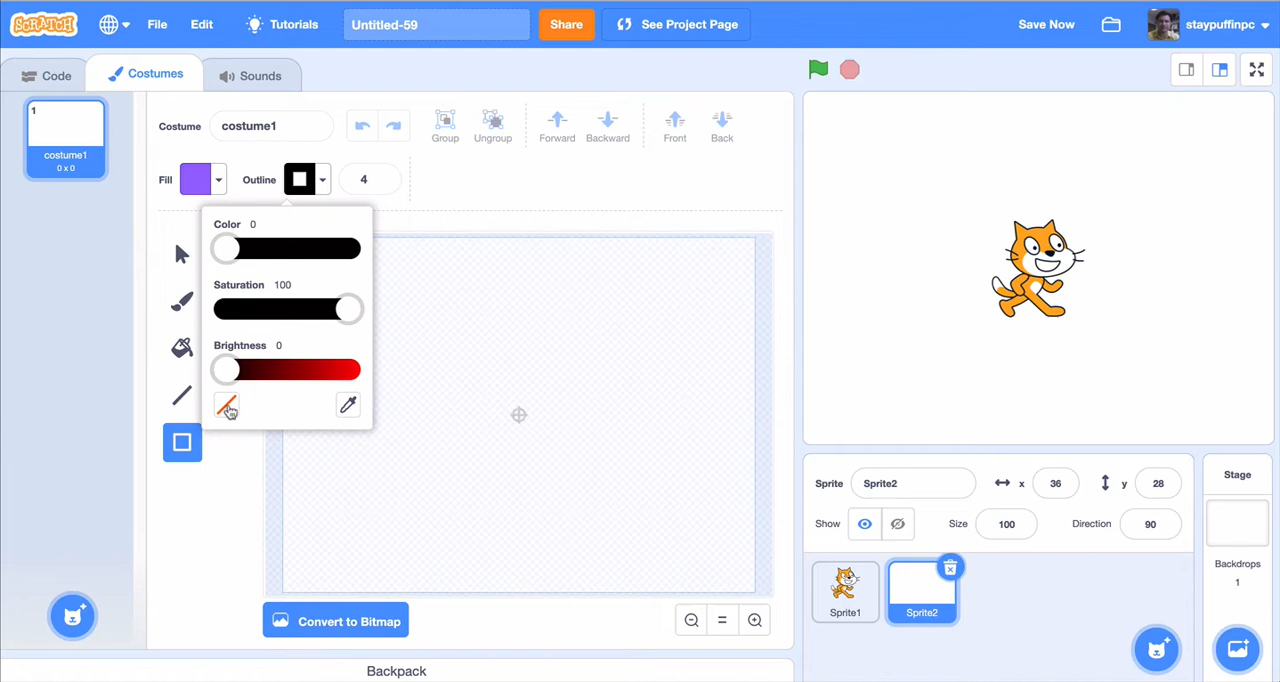 SCRATCH File Edit Tutorials Untitled-59 Share See Project Page Save Now staypuffinpc
Code Costumes Sounds
1
costume1
0 x 0
Costume costume1 Group Ungroup Forward Backward Front Back
Fill Outline 4
Color 0
Saturation 100
Brightness 0
Convert to Bitmap
Backpack
Sprite Sprite2 x 36 y 28
Show Size 100 Direction 90
Sprite1 Sprite2
Stage
Backdrops
1